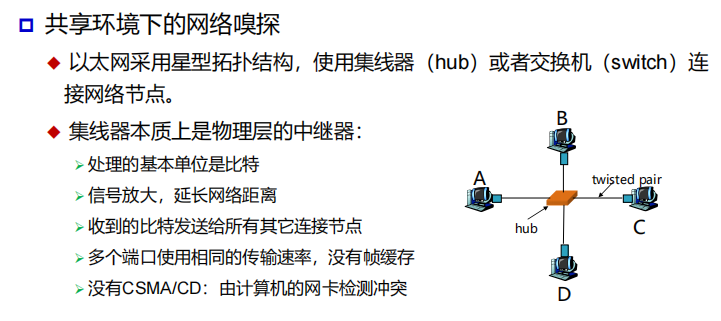 共享环境下的网络嗅探
以太网采用星型拓扑结构，使用集线器（hub）或者交换机（switch）连
接网络节点。
集线器本质上是物理层的中继器：
处理的基本单位是比特
信号放大，延长网络距离
收到的比特发送给所有其它连接节点
多个端口使用相同的传输速率，没有帧缓存
没有CSMA/CD：由计算机的网卡检测冲突
B
A
twisted pair
hub
C
D